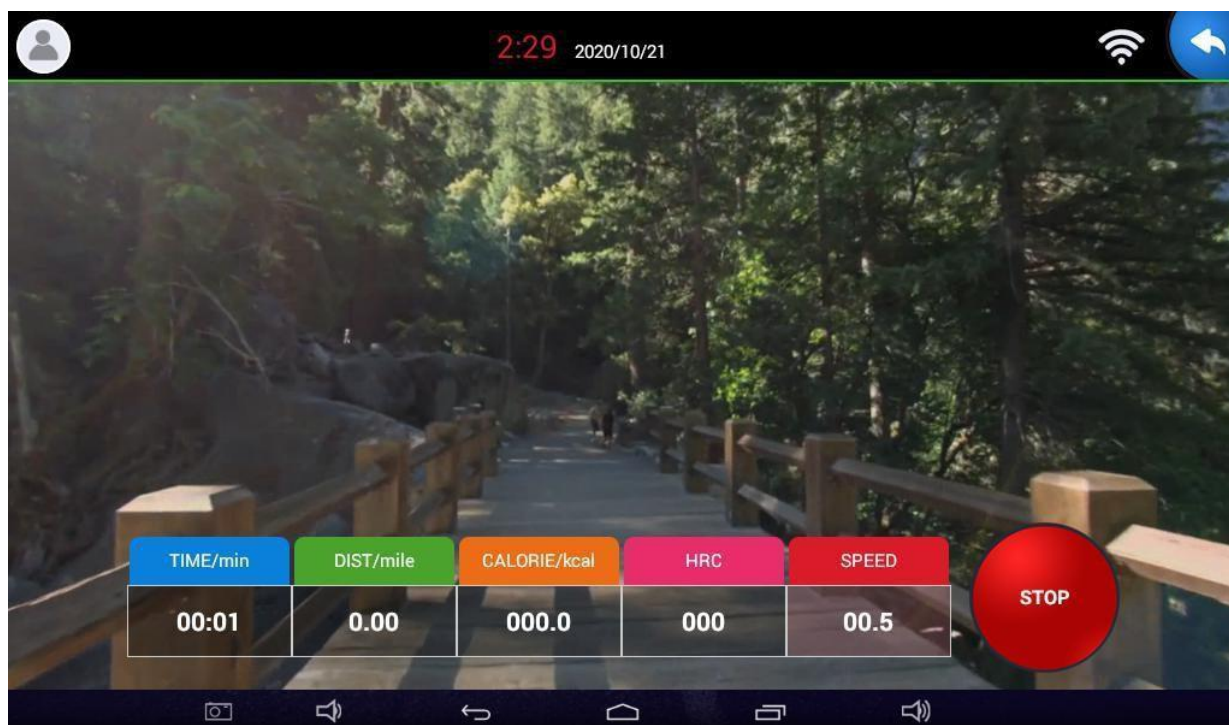 2:29 2020/10/21
TIME/min DIST/mile CALORIE/kcal HRC SPEED
00:01 0.00 000.0 000 00.5
STOP